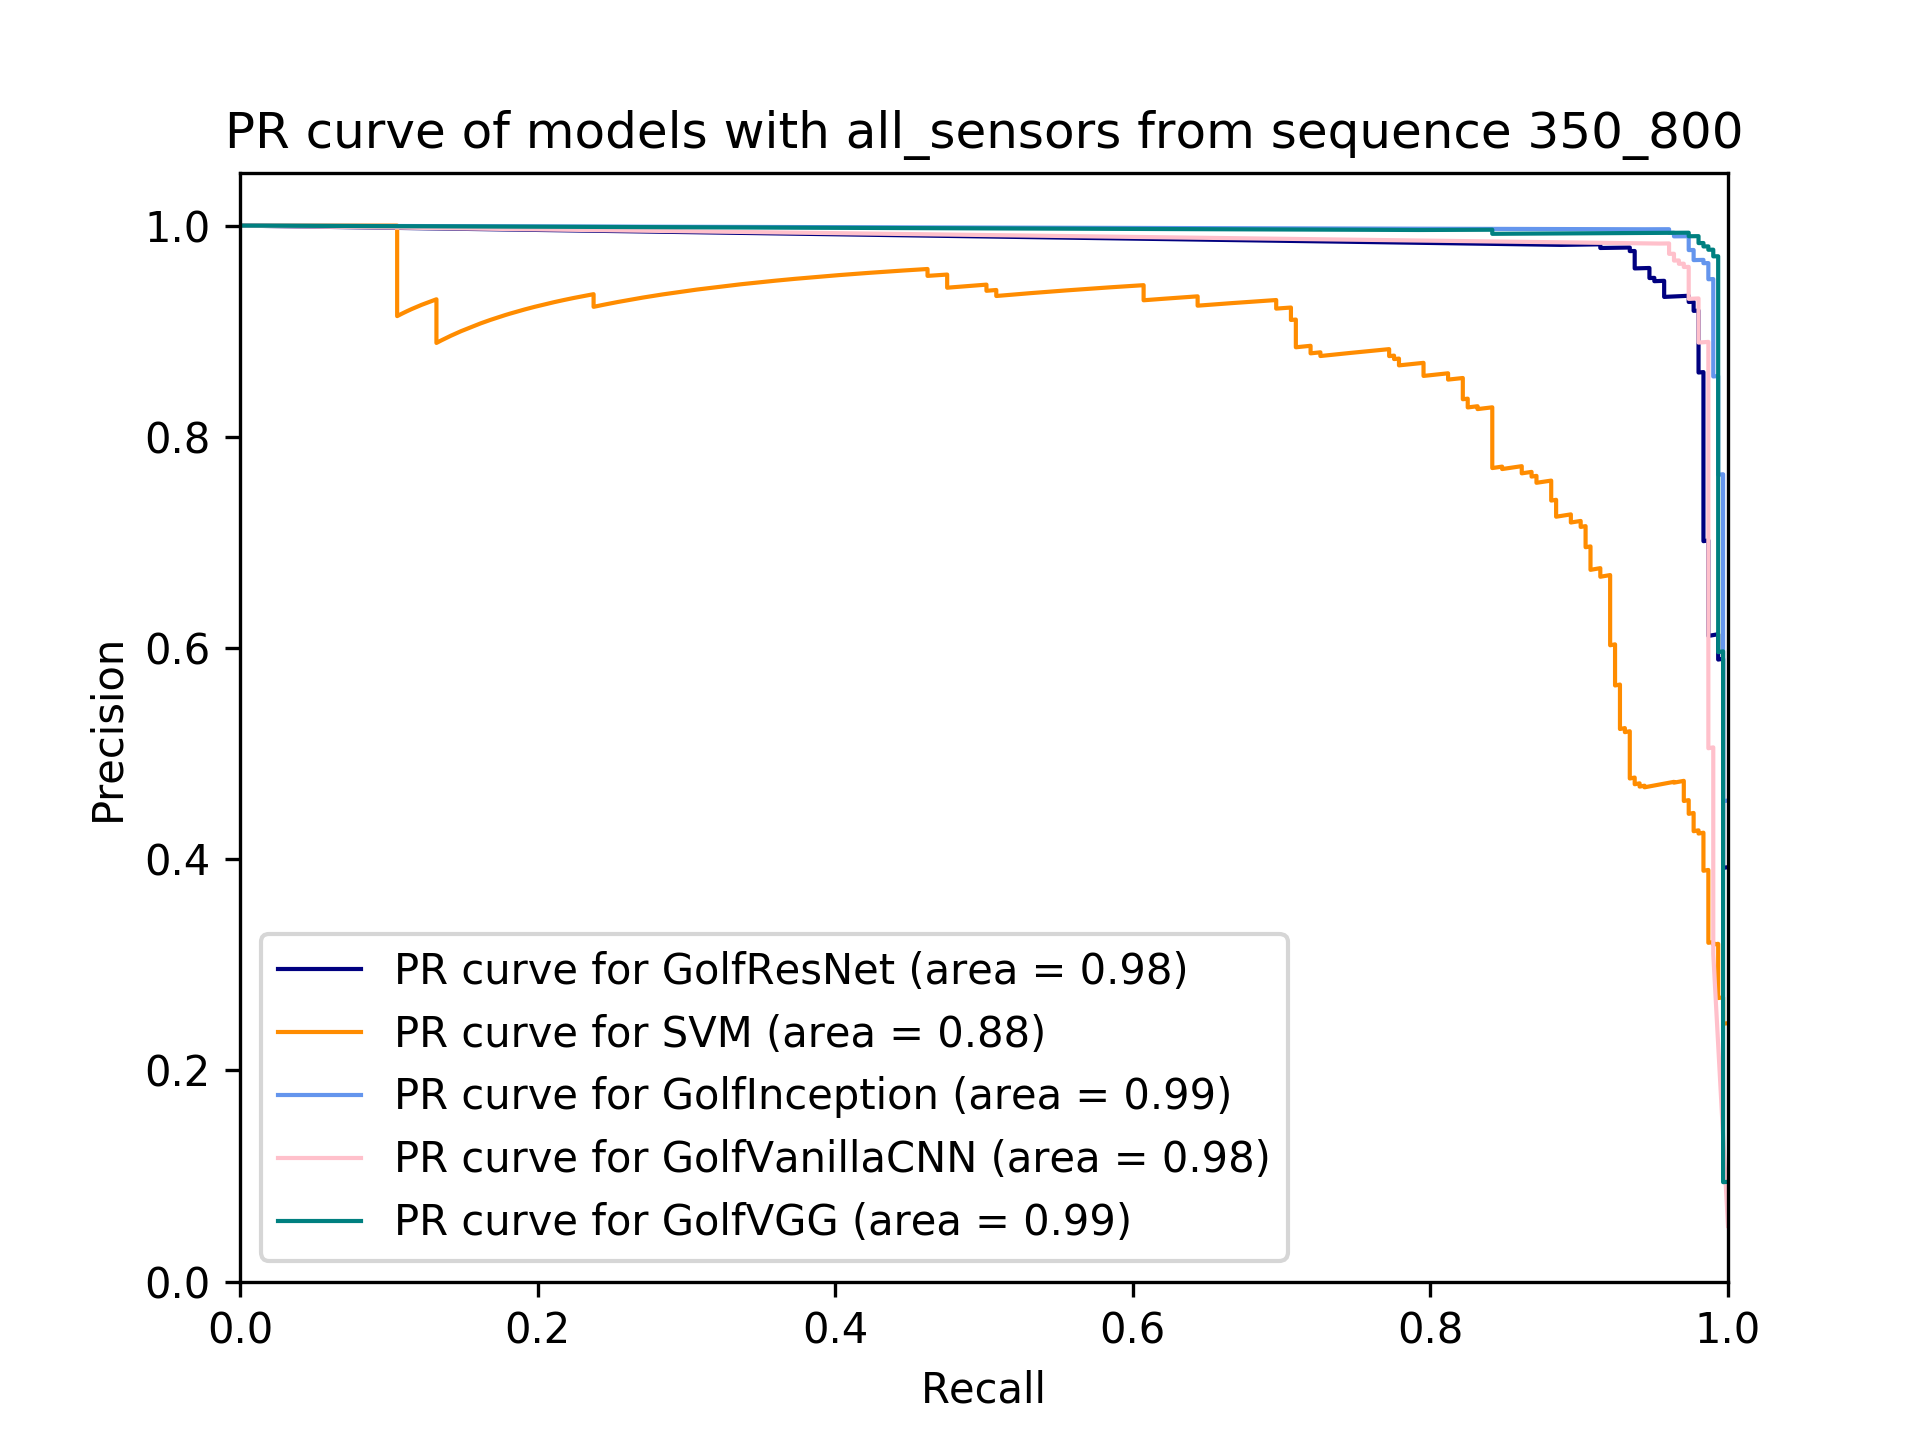 PR curve of models with all_sensors from sequence 350_800
1.0
0.8
0.6
0.4
0.2
0.0
Precision
PR curve for GolfResNet (area = 0.98)
PR curve for SVM (area = 0.88)
PR curve for GolfInception (area = 0.99)
PR curve for GolfVanillaCNN (area = 0.98)
PR curve for GolfVGG (area = 0.99)
0.0 0.2 0.4 0.6 0.8 1.0
Recall